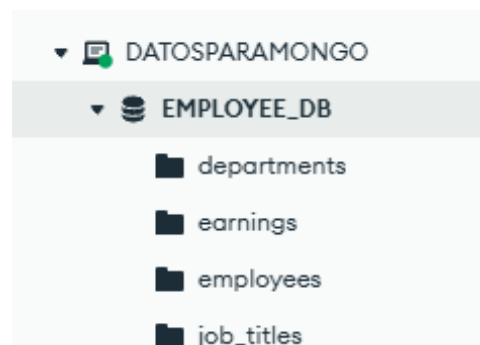 DATOSPARAMONGO
EMPLOYEE_DB
departments
earnings
employees
job_titles